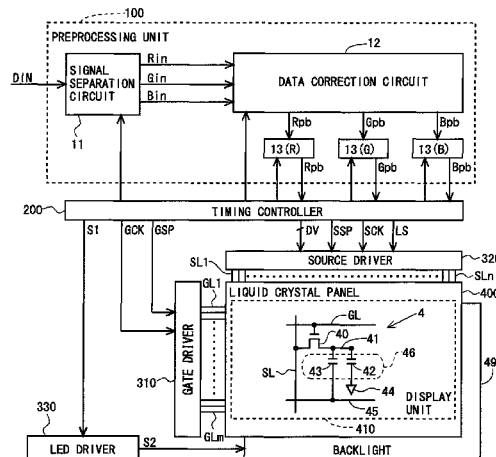 100
PREPROCESSING UNIT
12
DIN
SIGNAL SEPARATION CIRCUIT
11
Rin
Gin
Bin
DATA CORRECTION CIRCUIT
Rpb
Gpb
Bpb
13(R)
13(G)
13(B)
Rpb
Gpb
Bpb
200
TIMING CONTROLLER
S1
GCK
GSP
DV
SSP
SCK
LS
SOURCE DRIVER
320
SL1
SLn
400
LIQUID CRYSTAL PANEL
GL1
GL
4
40
41
46
43
42
SL
44
45
DISPLAY UNIT
410
GATE DRIVER
310
GLm
490
330
LED DRIVER
S2
BACKLIGHT